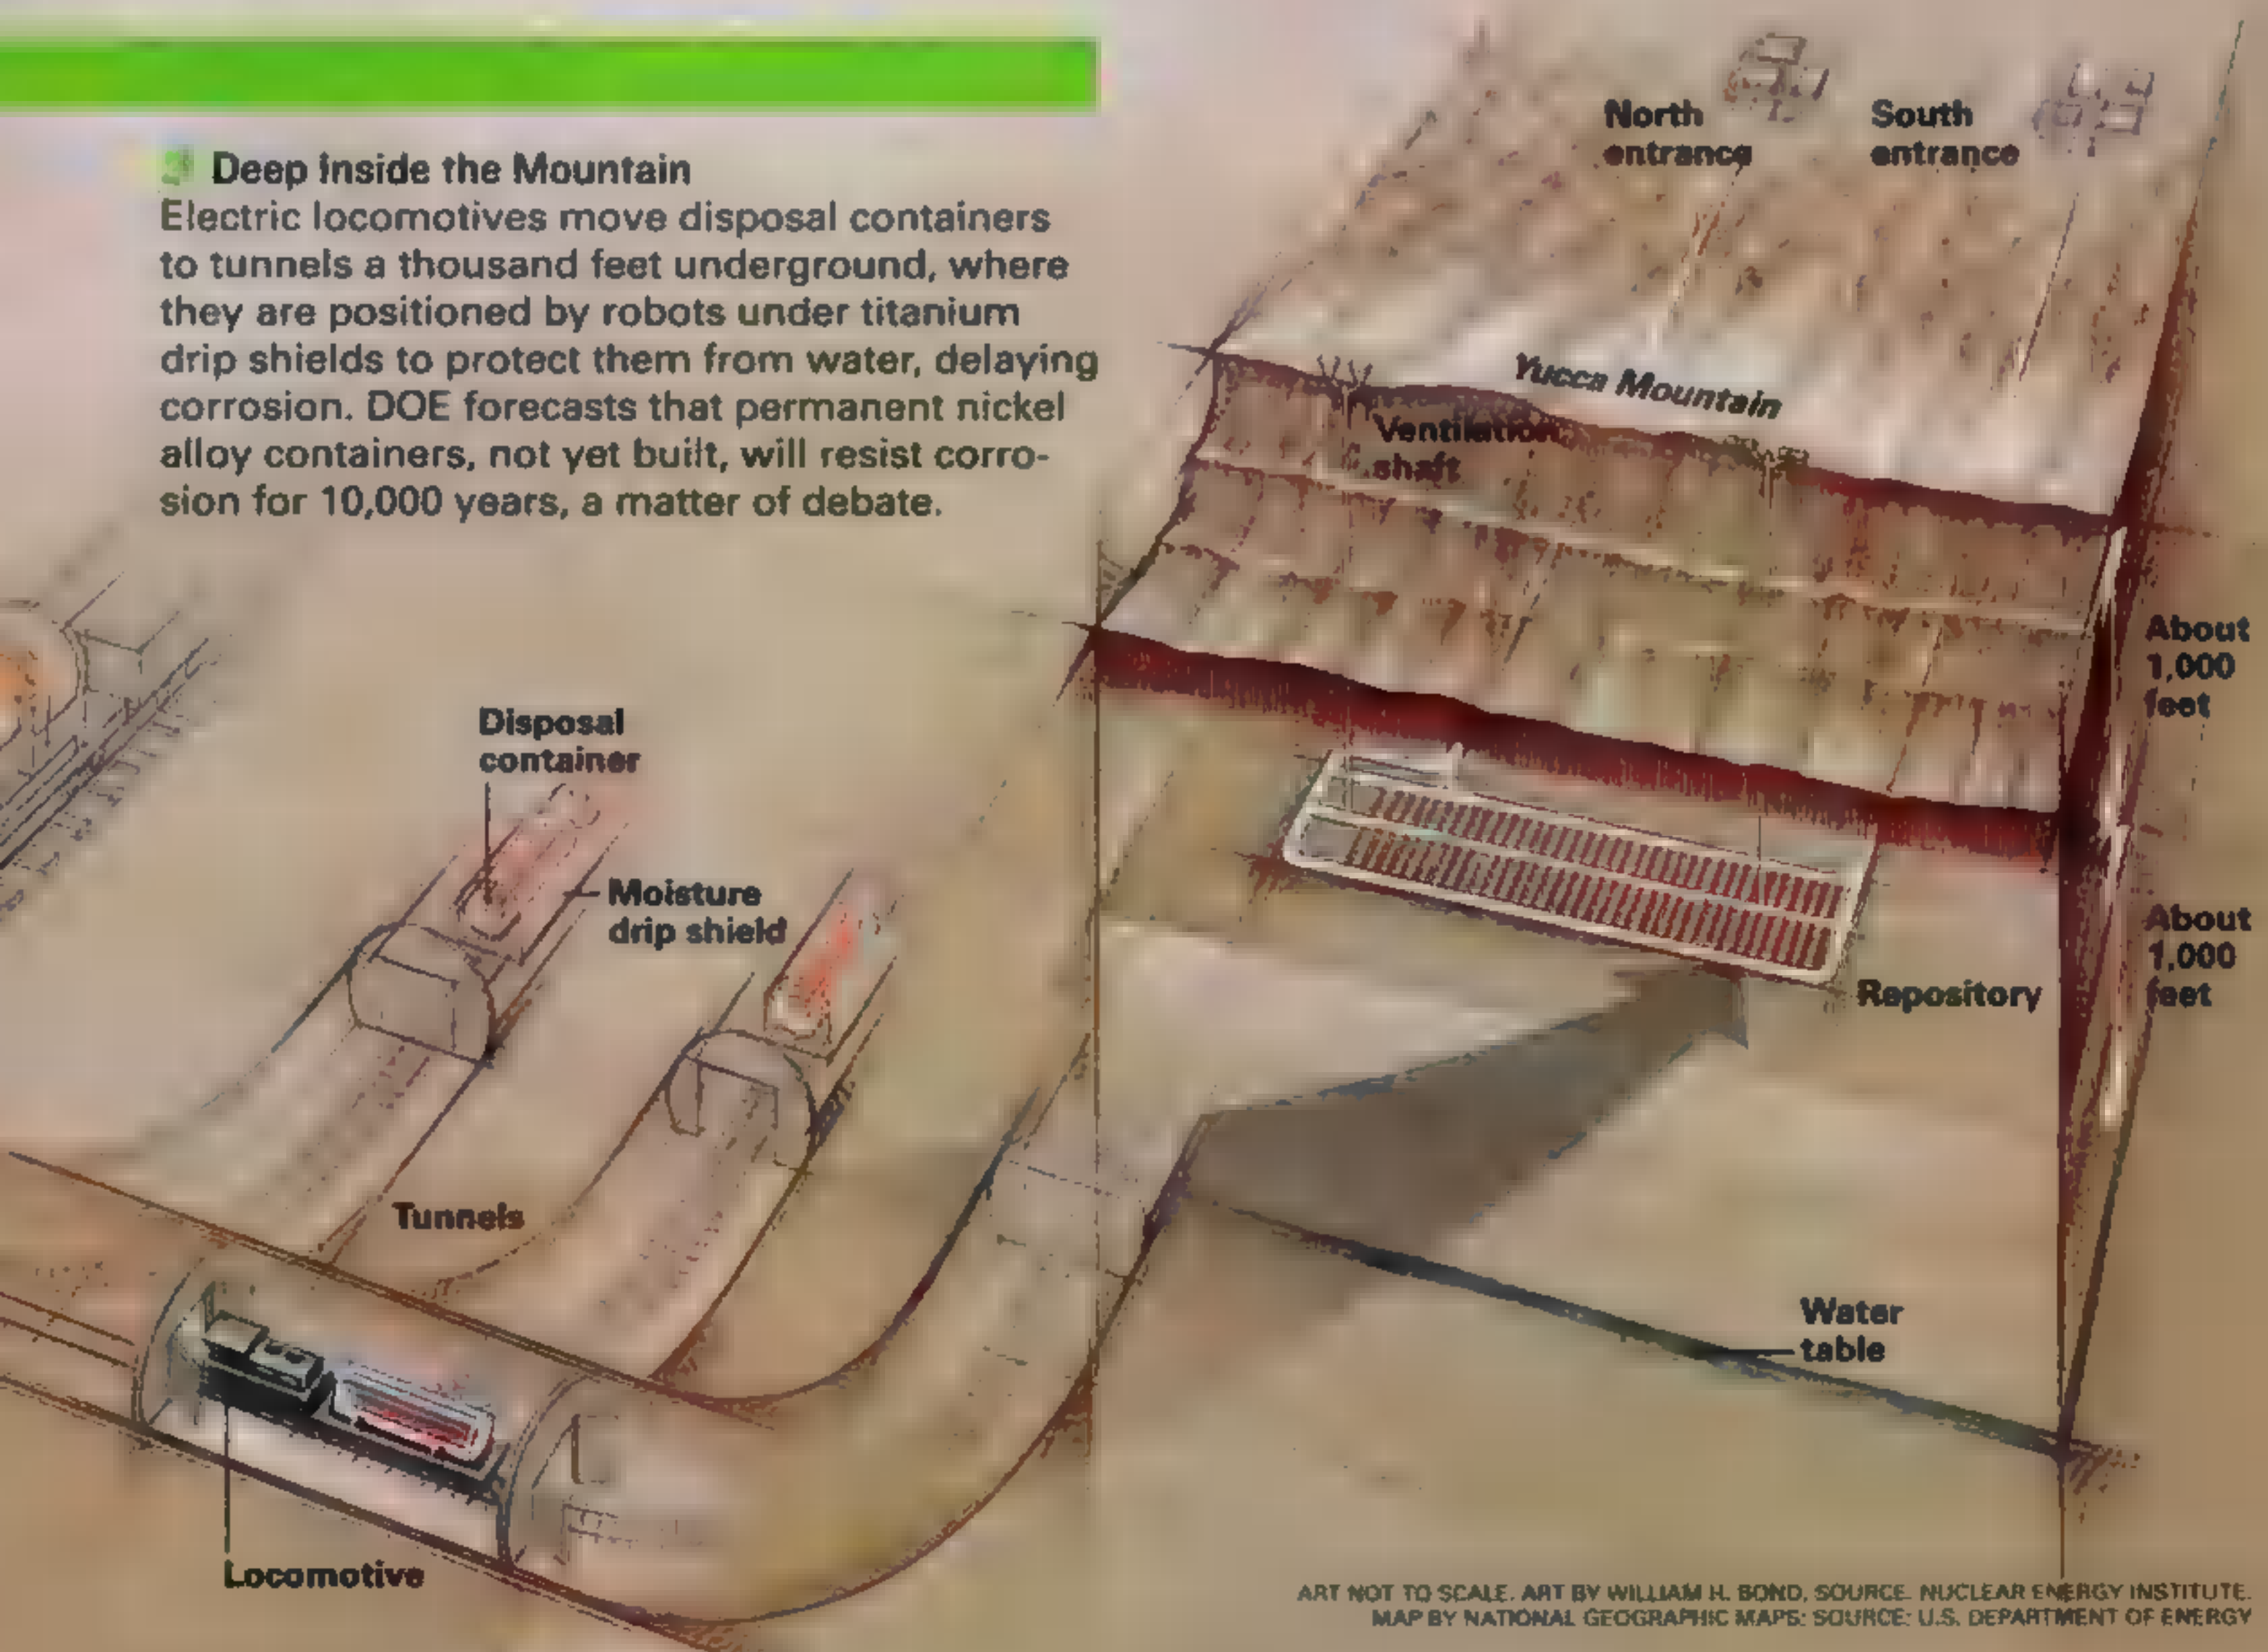 Deep Inside the Mountain
Electric locomotives move disposal containers
to tunnels a thousand feet underground, where
they are positioned by robots under titanium
drip shields to protect them from water, delaying
corrosion. DOE forecasts that permanent nickel
alloy containers, not yet built, will resist corro-
sion for 10,000 years, a matter of debate.
North
entrance
South
entrance
Yucca Mountain
Ventilation
shaft
About
1,000
feet
Disposal
container
Moisture
drip shield
About
1,000
feet
Repository
Tunnels
Water
table
Locomotive
ART NOT TO SCALE. ART BY WILLIAM H. BOND, SOURCE: NUCLEAR ENERGY INSTITUTE.
MAP BY NATIONAL GEOGRAPHIC MAPS; SOURCE: U.S. DEPARTMENT OF ENERGY